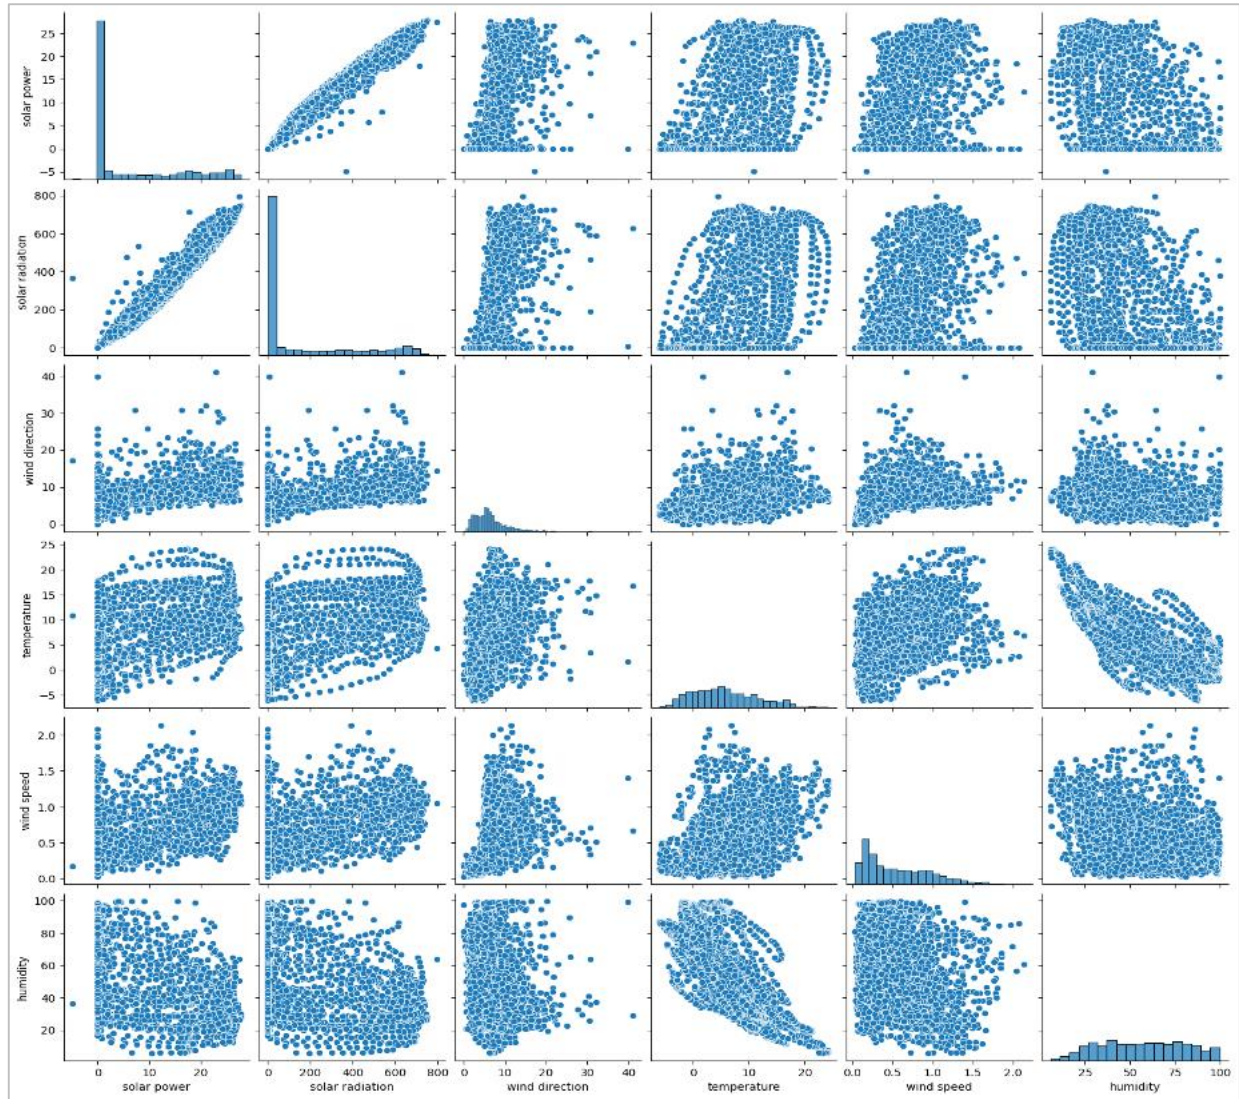 solar power
25
20
15
10
5
0
−5
solar radiation
800
600
400
200
0
wind direction
40
30
20
10
0
temperature
25
20
15
10
5
0
−5
wind speed
2.0
1.5
1.0
0.5
0.0
humidity
100
80
60
40
20
0 10 20
0 200 400 600 800
0 10 20 30 40
0 10 20
0.0 0.5 1.0 1.5 2.0
25 50 75 100
solar power solar radiation wind direction temperature wind speed humidity